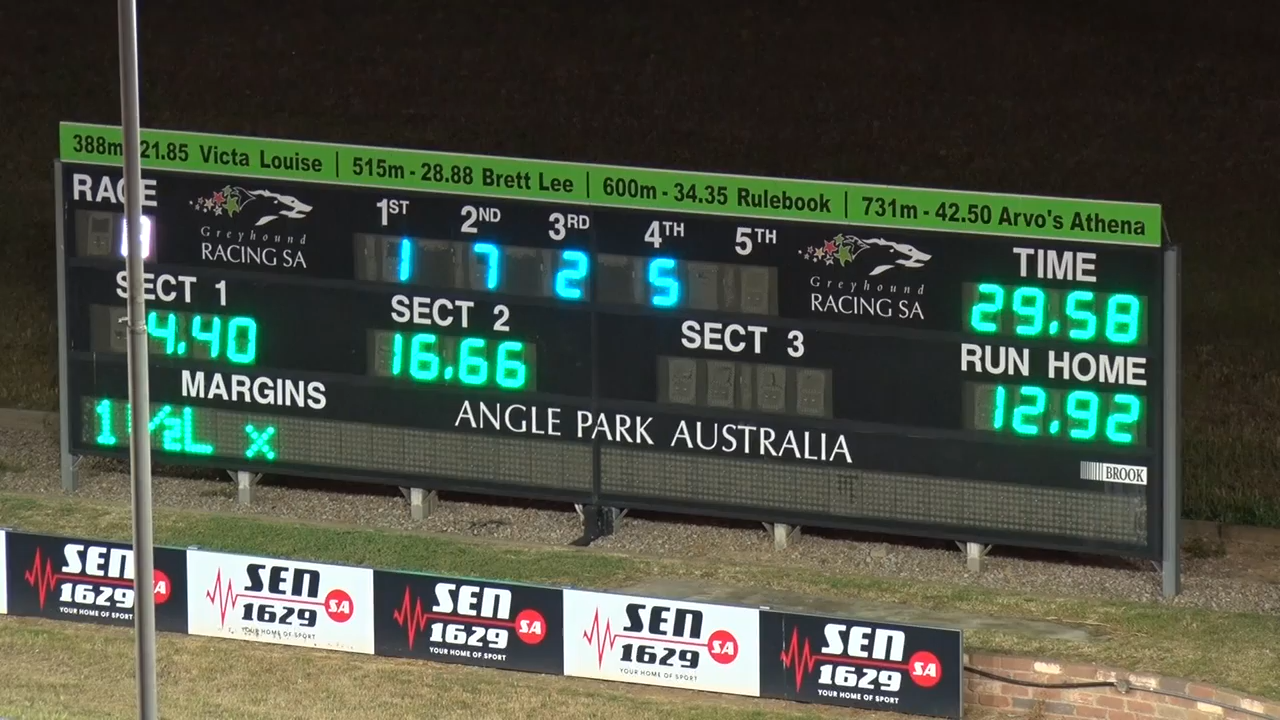 388m 21.85 Victa Louise | 515m - 28.88 Brett Lee | 600m - 34.35 Rulebook | 731m - 42.50 Arvo's Athena
RACE
Greyhound
RACING SA
1ST 2ND 3RD 4TH 5TH
1 7 2 5
Greyhound
RACING SA
TIME
29.58
SECT 1
4.40
SECT 2
16.66
SECT 3
RUN HOME
12.92
MARGINS
1 ½L x
ANGLE PARK AUSTRALIA
BROOK
SEN
1629
SA
YOUR HOME OF SPORT
SEN
1629
SA
YOUR HOME OF SPORT
SEN
1629
SA
YOUR HOME OF SPORT
SEN
1629
SA
YOUR HOME OF SPORT
SEN
1629
SA
YOUR HOME OF SPORT